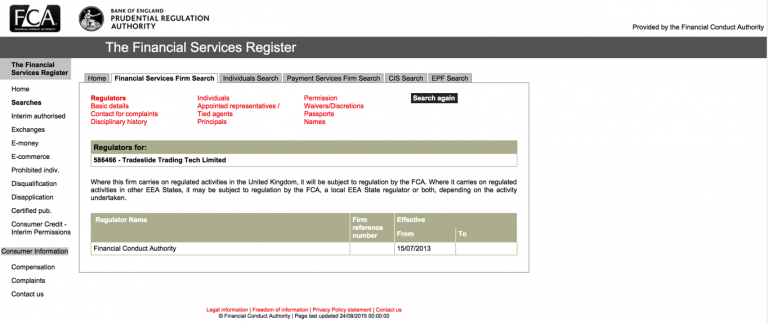 FCA
FINANCIAL CONDUCT AUTHORITY
BANK OF ENGLAND
PRUDENTIAL REGULATION
AUTHORITY
Provided by the Financial Conduct Authority
The Financial Services Register
The Financial
Services Register
Home
Searches
Interim authorised
Exchanges
E-money
E-commerce
Prohibited indiv.
Disqualification
Disapplication
Certified pub.
Consumer Credit -
Interim Permissions
Consumer Information
Compensation
Complaints
Contact us
Home
Financial Services Firm Search
Individuals Search
Payment Services Firm Search
CIS Search
EPF Search
Regulators
Basic details
Contact for complaints
Disciplinary history
Individuals
Appointed representatives /
Tied agents
Principals
Permission
Waivers/Discretions
Passports
Names
Search again
Regulators for:
586466 - Tradeslide Trading Tech Limited
Where this firm carries on regulated activities in the United Kingdom, it will be subject to regulation by the FCA. Where it carries on regulated
activities in other EEA States, it may be subject to regulation by the FCA, a local EEA State regulator or both, depending on the activity
undertaken.
Regulator Name
Firm
reference
number
Effective
From
To
Financial Conduct Authority
15/07/2013
Legal information | Freedom of information | Privacy Policy statement | Contact us
© Financial Conduct Authority | Page last updated 24/08/2015 00:00:00